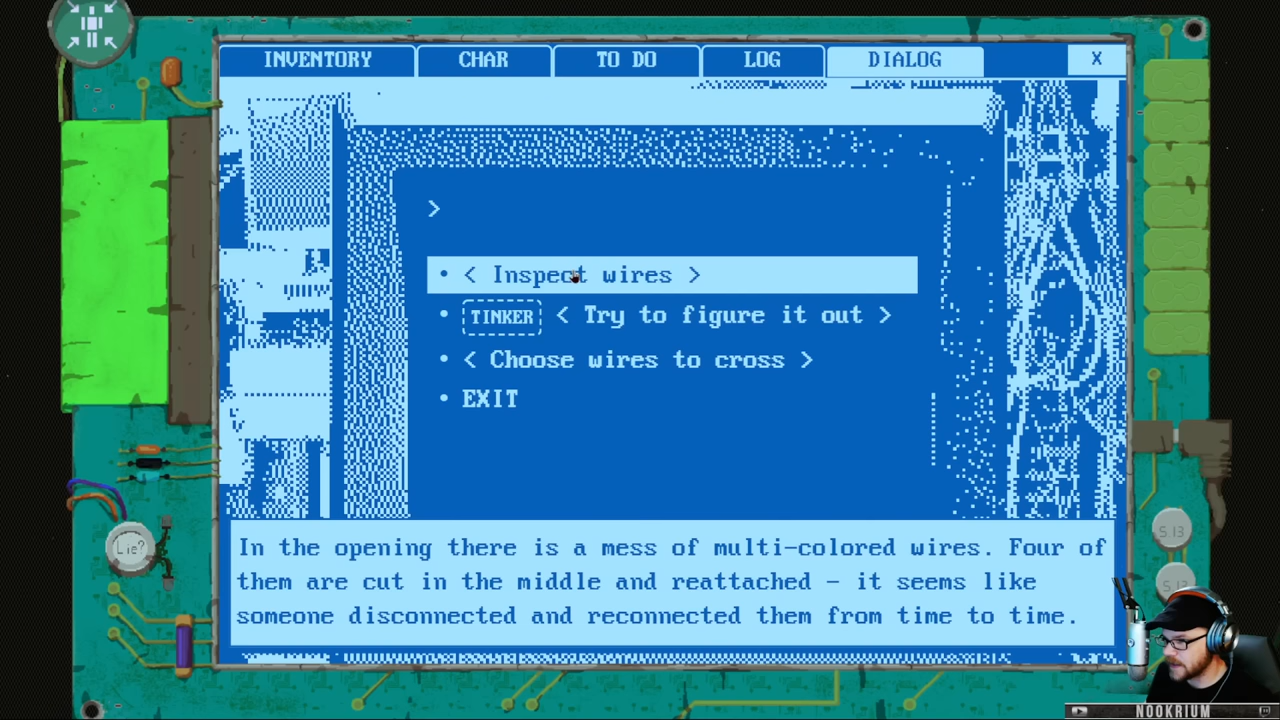 INVENTORY
CHAR
TO DO
LOG
DIALOG
X
>
• < Inspect wires >
• TINKER < Try to figure it out >
• < Choose wires to cross >
• EXIT
In the opening there is a mess of multi-colored wires. Four of
them are cut in the middle and reattached – it seems like
someone disconnected and reconnected them from time to time.
Lie?
S.13
NOOKRIUM